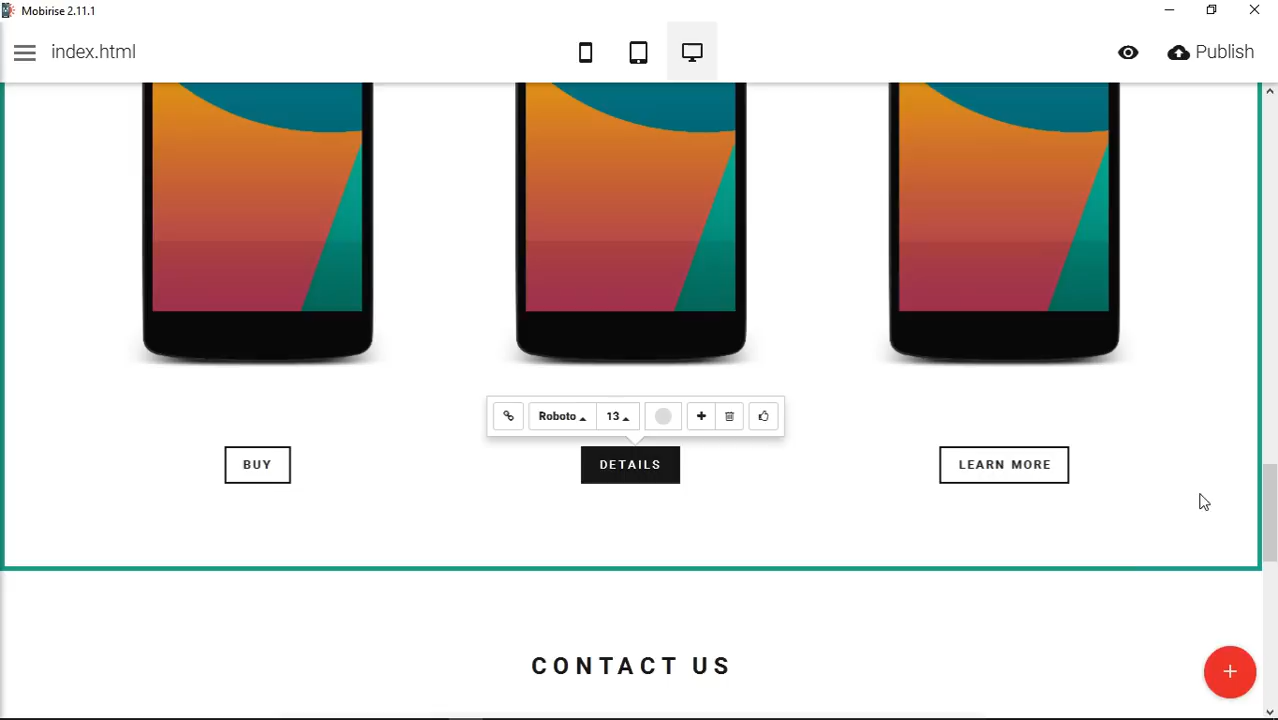 Mobirise 2.11.1
index.html
Publish
Roboto 13
BUY DETAILS LEARN MORE
CONTACT US